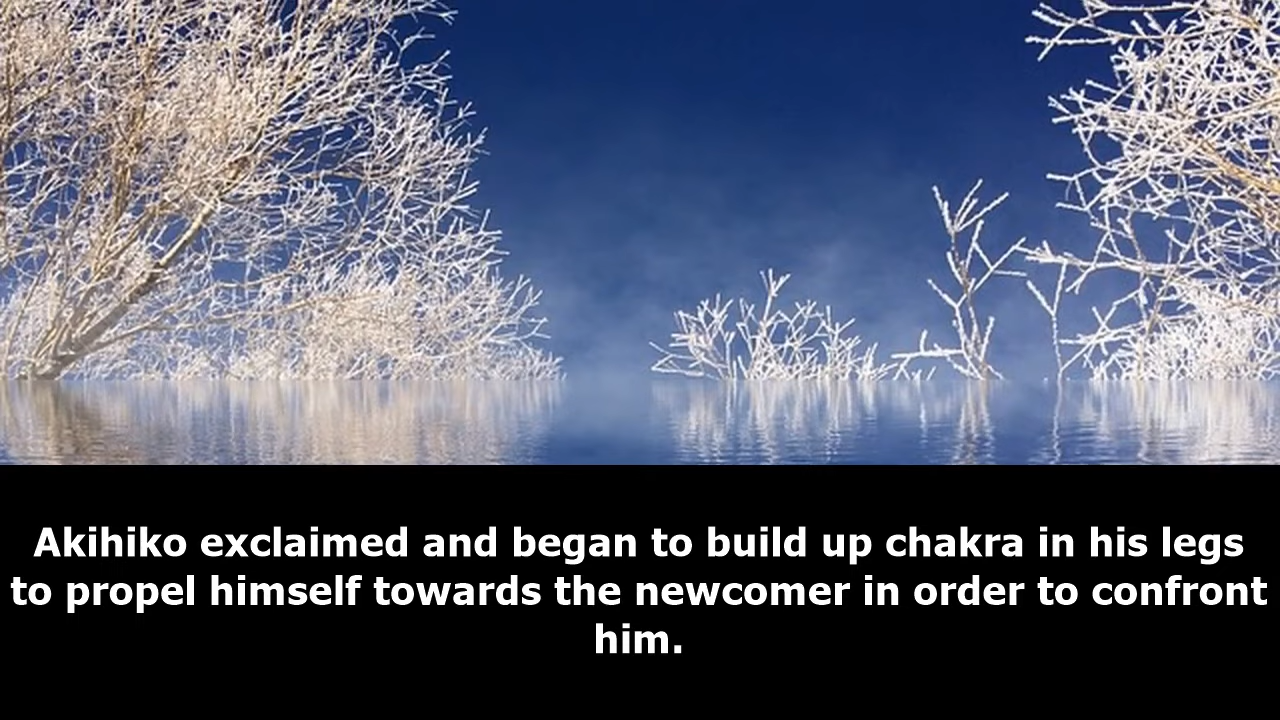 Akihiko exclaimed and began to build up chakra in his legs
to propel himself towards the newcomer in order to confront
him.